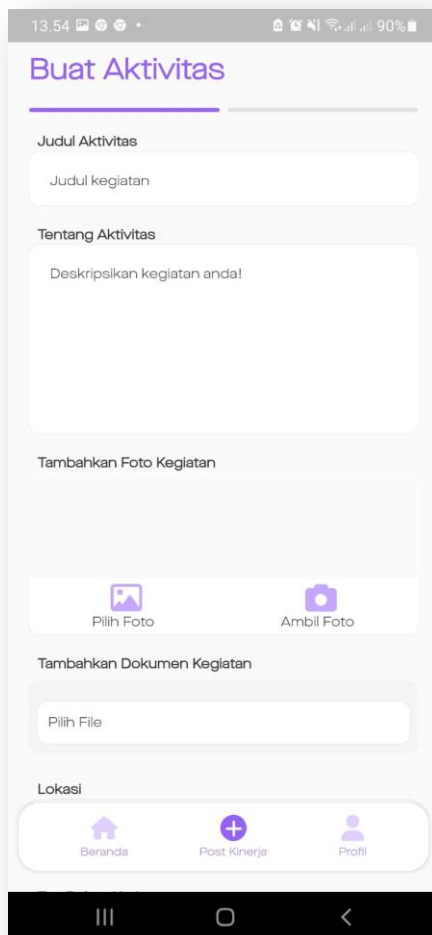 13.54
90%
Buat Aktivitas
Judul Aktivitas
Judul kegiatan
Tentang Aktivitas
Deskripsikan kegiatan anda!
Tambahkan Foto Kegiatan
Pilih Foto Ambil Foto
Tambahkan Dokumen Kegiatan
Pilih File
Lokasi
Beranda Post Kinerja Profil